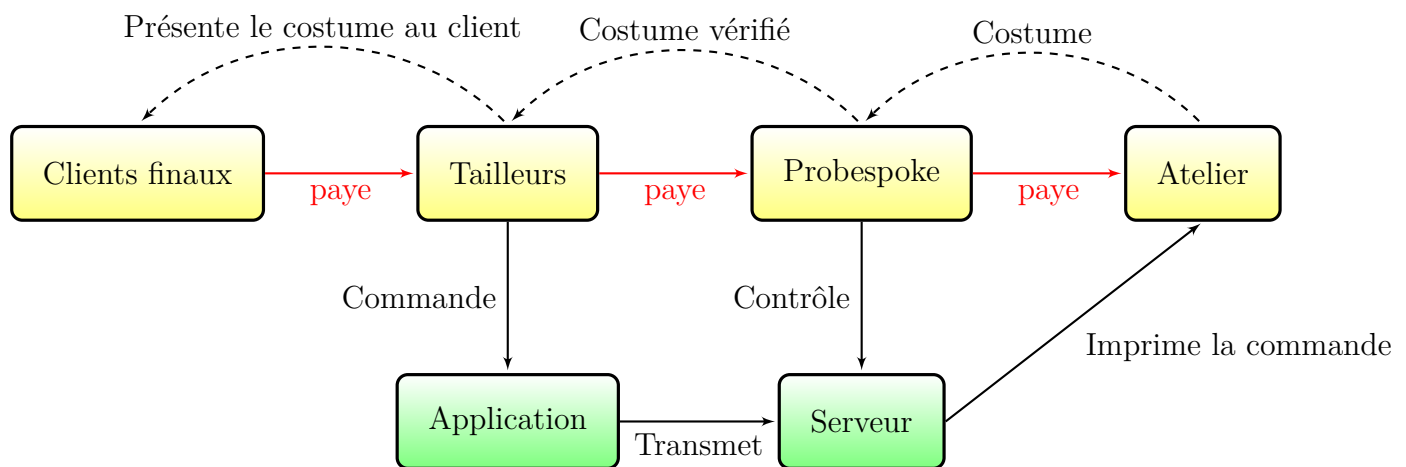 Présente le costume au client
Costume vérifié
Costume
Clients finaux
paye
Tailleurs
paye
Probespoke
paye
Atelier
Commande
Contrôle
Imprime la commande
Application
Transmet
Serveur